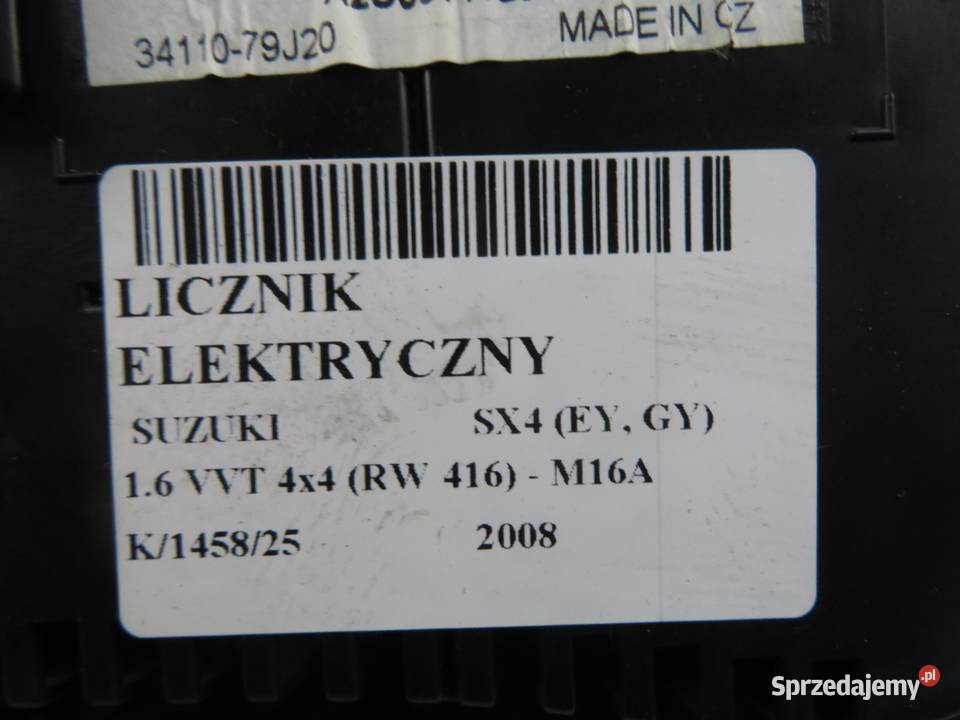 34110-79J20
MADE IN CZ
LICZNIK
ELEKTRYCZNY
SUZUKI SX4 (EY, GY)
1.6 VVT 4x4 (RW 416) - M16A
K/1458/25 2008
Sprzedajemy.pl